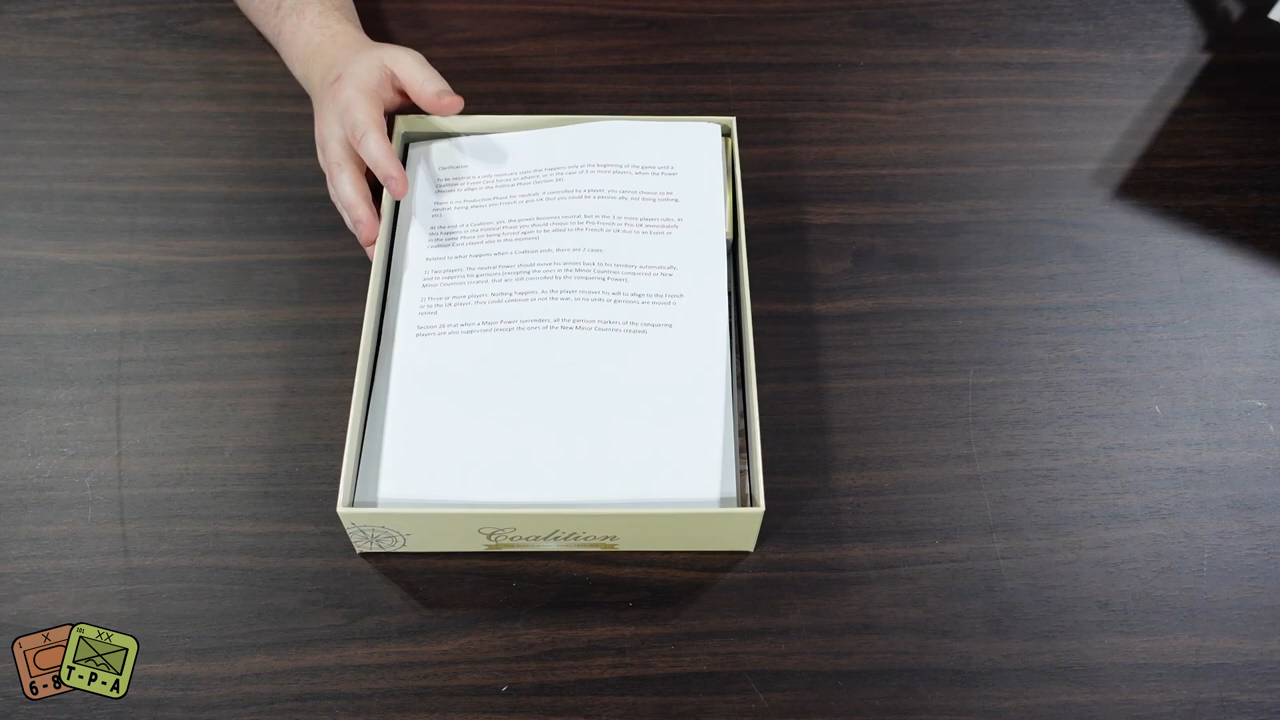 Clarification:
To be neutral is a only monetary state that happens only at the beginning of the game until a
Coalition or Event Card forces an alliance, or in the case of 3 or more players, when the Power
chooses to align in the Political Phase (Section 34).
There is no Production Phase for neutrals. If controlled by a player, you cannot choose to be
neutral, being always pro-French or pro-UK (but you could be a passive ally, not doing nothing,
etc).
At the end of a Coalition, yes, the power becomes neutral, but in the 3 or more players rules, in
this happens in the Political Phase you should choose to be Pro-French or Pro-UK immediately
in the same Phase (or being forced again to be allied to the French or UK due to an Event or
Coalition Card played also in this moment).
Related to what happens when a Coalition ends, there are 2 cases:
1) Two players: The neutral Power should move his armies back to his territory automatically,
and to suppress his garrisons (excepting the ones in the Minor Countries conquered or New
Minor Countries created, that are still controlled by the conquering Power).
2) Three or more players: Nothing happens. As the player recover his will to align to the French
or to the UK player, they could continue or not the war, so no units or garrisons are moved o
retired.
Section 26 that when a Major Power surrenders, all the garrison markers of the conquering
players are also suppressed (except the ones of the New Minor Countries created).
Coalition
X
1
6-8
101
XX
T-P-A